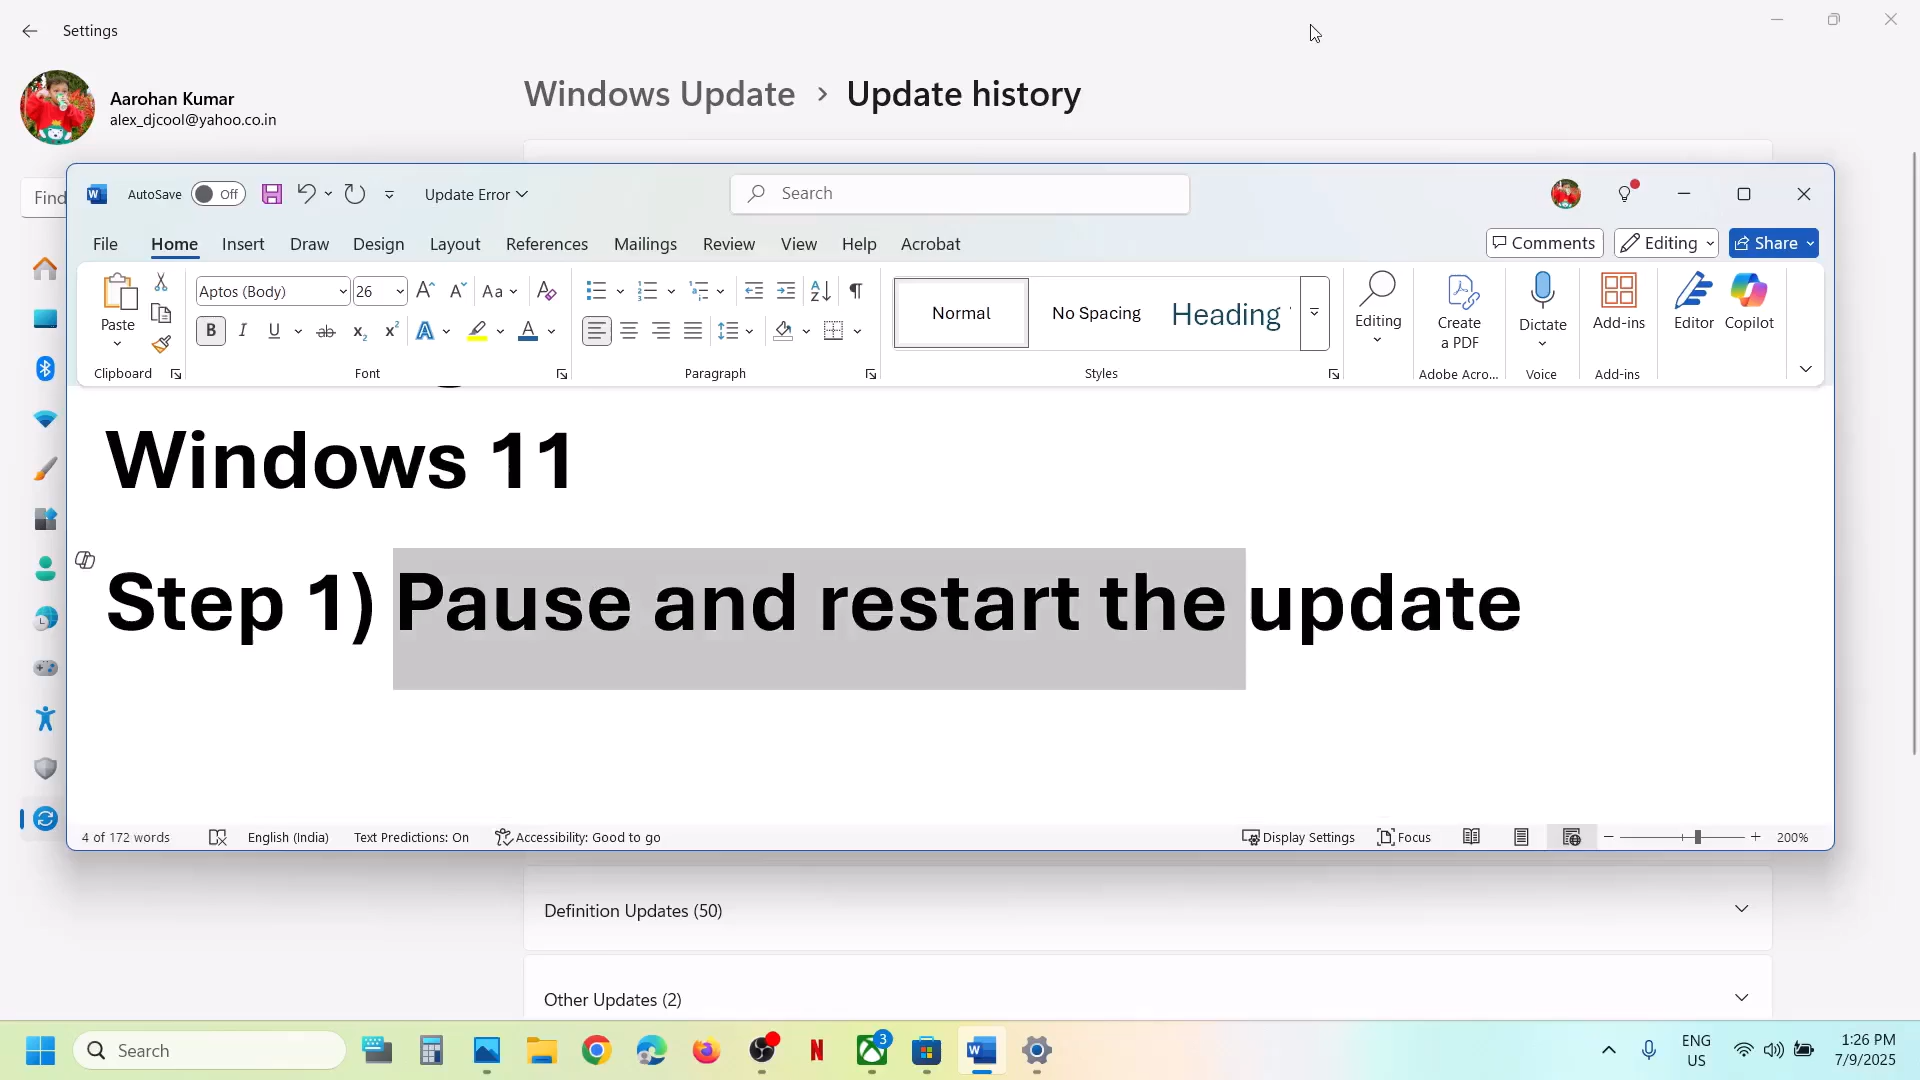 Settings
Aarohan Kumar
alex_djcool@yahoo.co.in
Windows Update > Update history
Find
AutoSave Off
Update Error
Search
File Home Insert Draw Design Layout References Mailings Review View Help Acrobat
Comments Editing Share
Paste
Clipboard
Aptos (Body) 26
Font
Paragraph
Normal
No Spacing
Heading
Styles
Editing
Create a PDF
Adobe Acro...
Dictate
Voice
Add-ins
Add-ins
Editor
Copilot
Windows 11
Step 1) Pause and restart the update
4 of 172 words
English (India)
Text Predictions: On
Accessibility: Good to go
Display Settings
Focus
200%
Definition Updates (50)
Other Updates (2)
Search
3
ENG
US
1:26 PM
7/9/2025